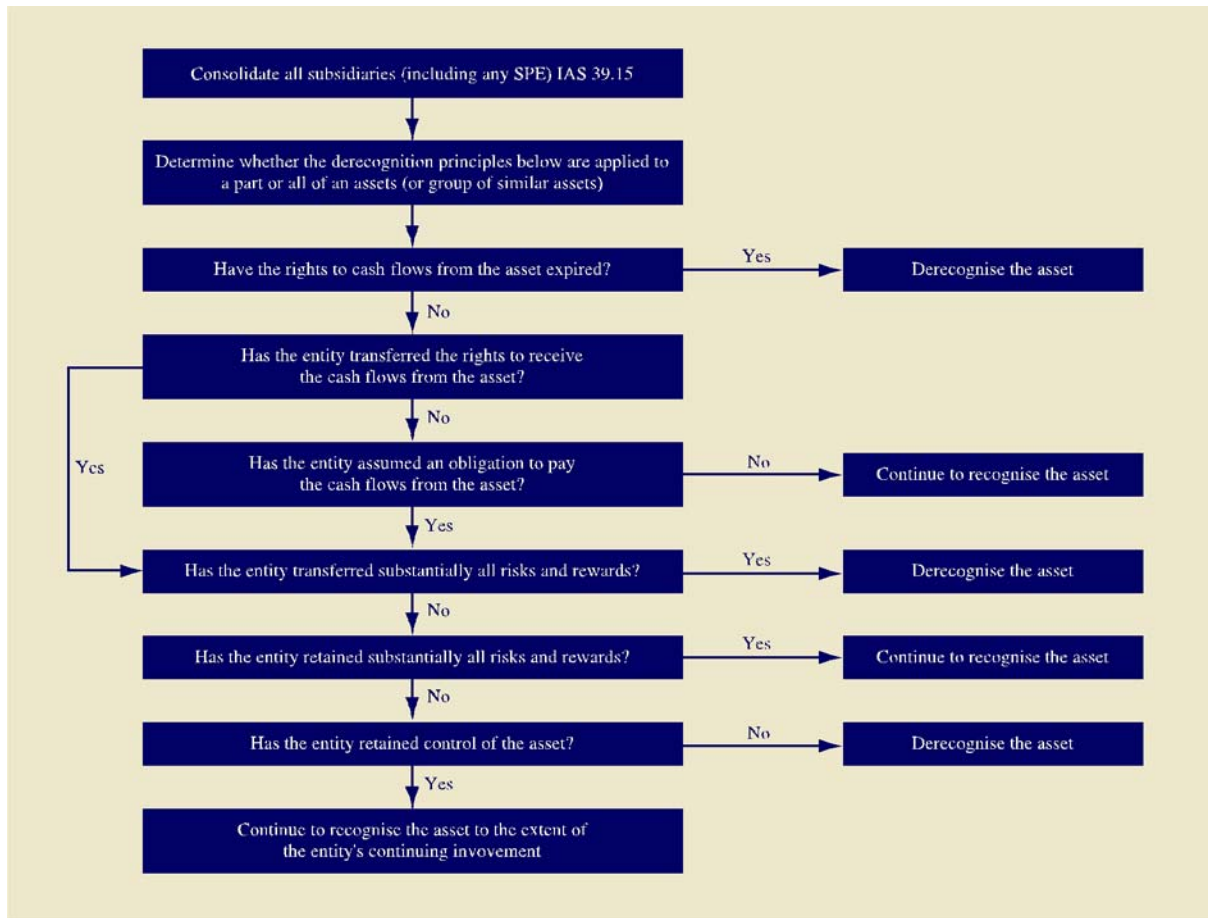 Consolidate all subsidiaries (including any SPE) IAS 39.15
Determine whether the derecognition principles below are applied to
a part or all of an assets (or group of similar assets)
Have the rights to cash flows from the asset expired?
Yes
Derecognise the asset
No
Has the entity transferred the rights to receive
the cash flows from the asset?
Yes
No
Has the entity assumed an obligation to pay
the cash flows from the asset?
No
Continue to recognise the asset
Yes
Has the entity transferred substantially all risks and rewards?
Yes
Derecognise the asset
No
Has the entity retained substantially all risks and rewards?
Yes
Continue to recognise the asset
No
Has the entity retained control of the asset?
No
Derecognise the asset
Yes
Continue to recognise the asset to the extent of
the entity's continuing invovement